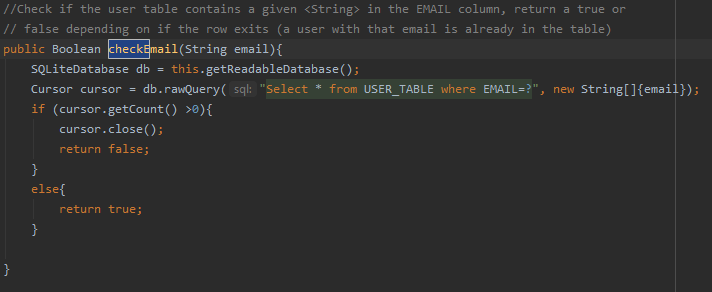 //Check if the user table contains a given <String> in the EMAIL column, return a true or
// false depending on if the row exits (a user with that email is already in the table)
public Boolean checkEmail(String email){
    SQLiteDatabase db = this.getReadableDatabase();
    Cursor cursor = db.rawQuery( sql: "Select * from USER_TABLE where EMAIL=?", new String[]{email});
    if (cursor.getCount() >0){
        cursor.close();
        return false;
    }
    else{
        return true;
    }
}